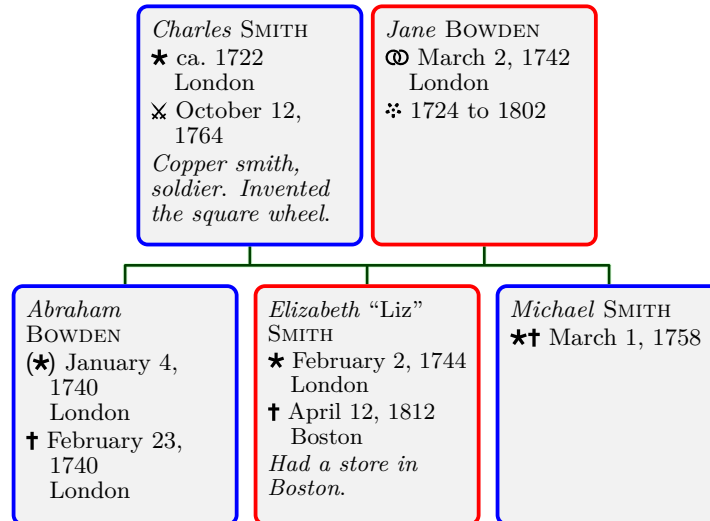 Charles SMITH
★ ca. 1722
London
⚔ October 12,
1764
Copper smith,
soldier. Invented
the square wheel.
Jane BOWDEN
⚭ March 2, 1742
London
⁘ 1724 to 1802
Abraham
BOWDEN
(★) January 4,
1740
London
† February 23,
1740
London
Elizabeth “Liz”
SMITH
★ February 2, 1744
London
† April 12, 1812
Boston
Had a store in
Boston.
Michael SMITH
★† March 1, 1758